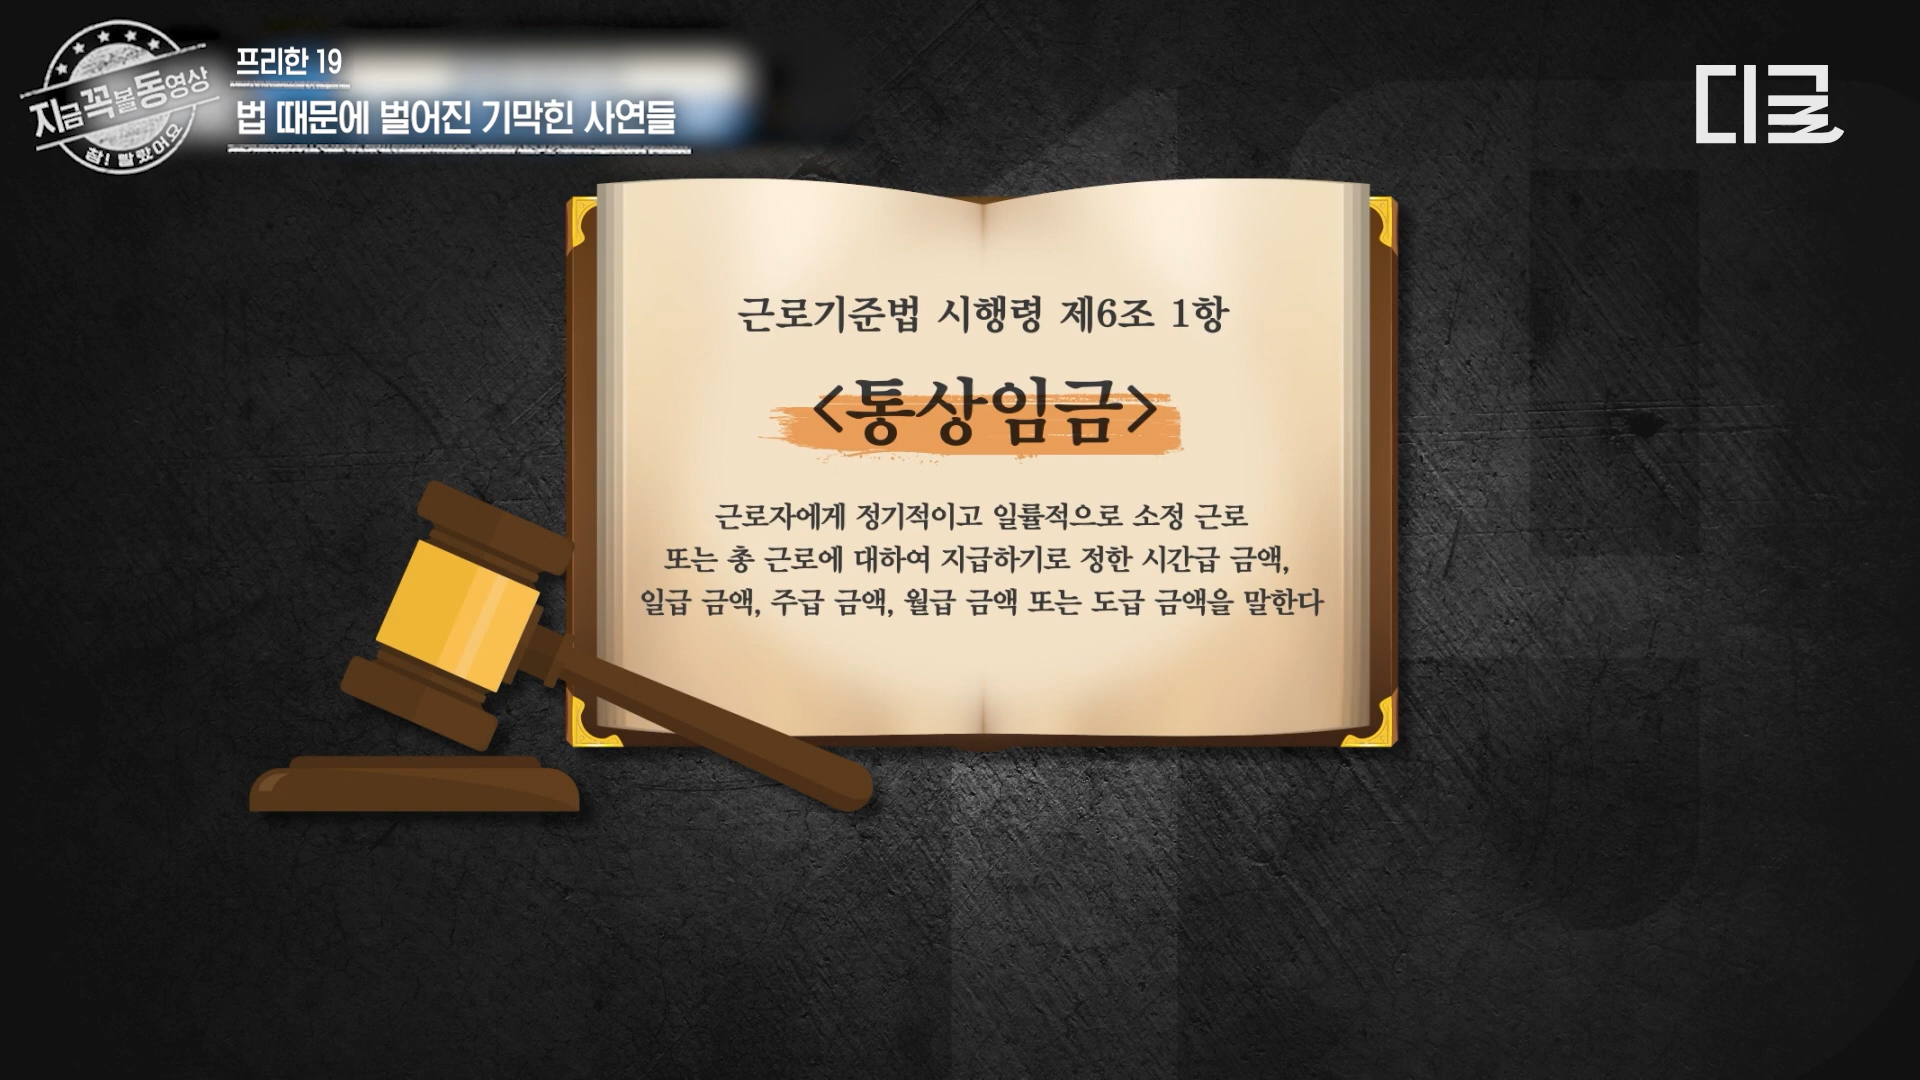 지금 꼭 볼 동영상
참! 빨랐어요
프리한 19
법 때문에 벌어진 기막힌 사연들
디글
근로기준법 시행령 제6조 1항
<통상임금>
근로자에게 정기적이고 일률적으로 소정 근로
또는 총 근로에 대하여 지급하기로 정한 시간급 금액,
일급 금액, 주급 금액, 월급 금액 또는 도급 금액을 말한다